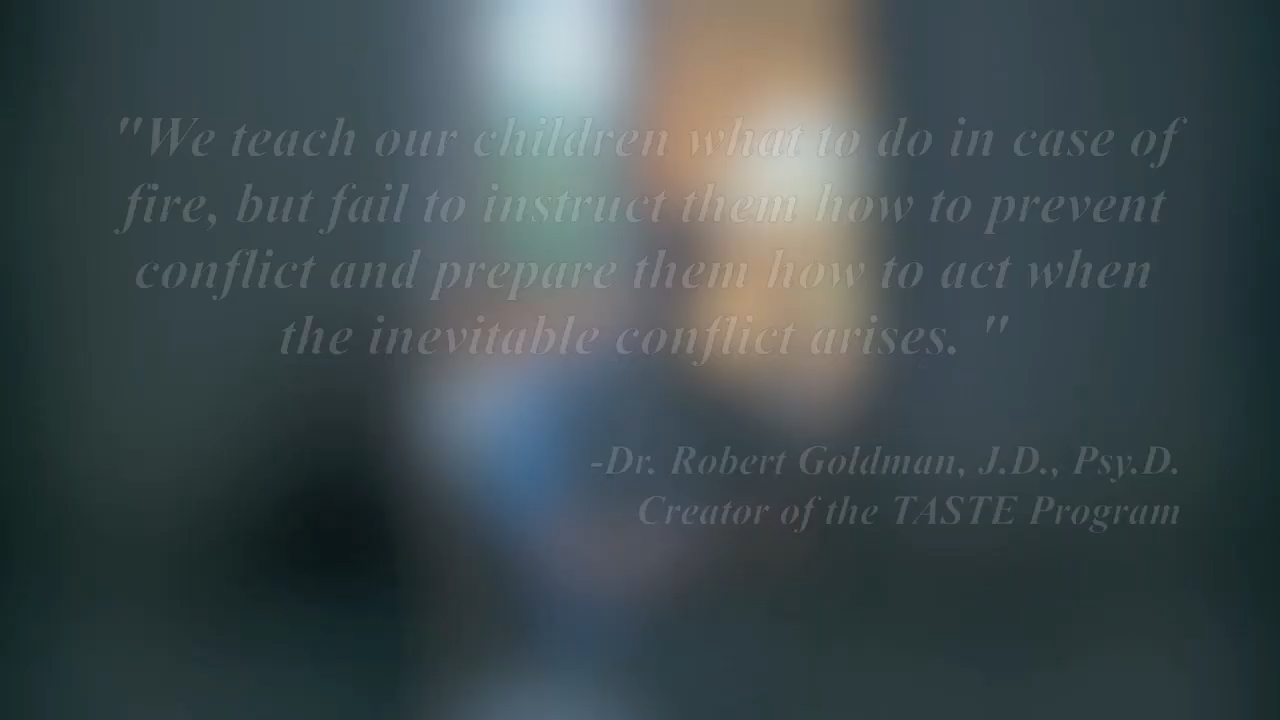 "We teach our children what to do in case of
fire, but fail to instruct them how to prevent
conflict and prepare them how to act when
the inevitable conflict arises. "
-Dr. Robert Goldman, J.D., Psy.D.
Creator of the TASTE Program